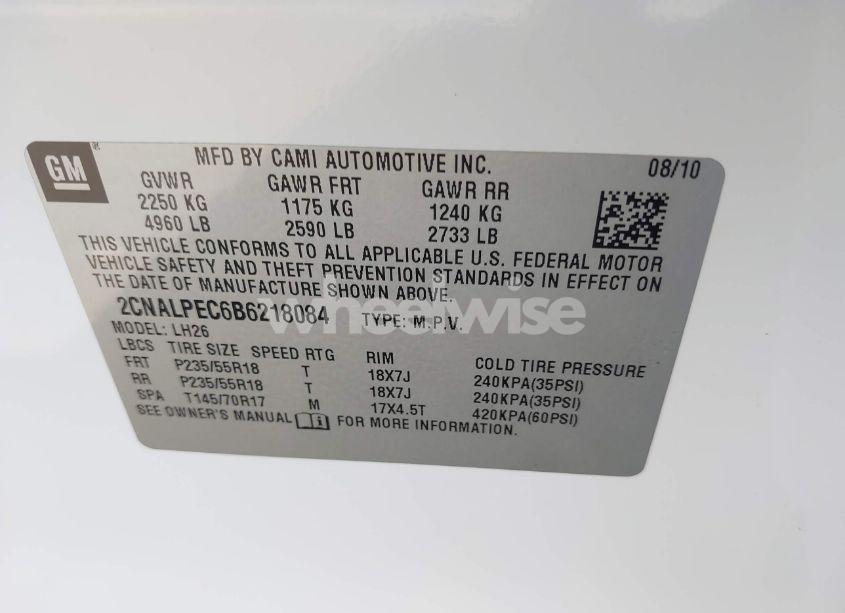 GM
MFD BY CAMI AUTOMOTIVE INC. 08/10
GVWR GAWR FRT GAWR RR
2250 KG 1175 KG 1240 KG
4960 LB 2590 LB 2733 LB
THIS VEHICLE CONFORMS TO ALL APPLICABLE U.S. FEDERAL MOTOR
VEHICLE SAFETY AND THEFT PREVENTION STANDARDS IN EFFECT ON
THE DATE OF MANUFACTURE SHOWN ABOVE.
2CNALPEC6B6218084 TYPE: M.P.V.
wheelwise
MODEL: LH26
LBCS TIRE SIZE SPEED RTG RIM COLD TIRE PRESSURE
FRT P235/55R18 T 18X7J 240KPA(35PSI)
RR P235/55R18 T 18X7J 240KPA(35PSI)
SPA T145/70R17 M 17X4.5T 420KPA(60PSI)
SEE OWNER'S MANUAL FOR MORE INFORMATION.